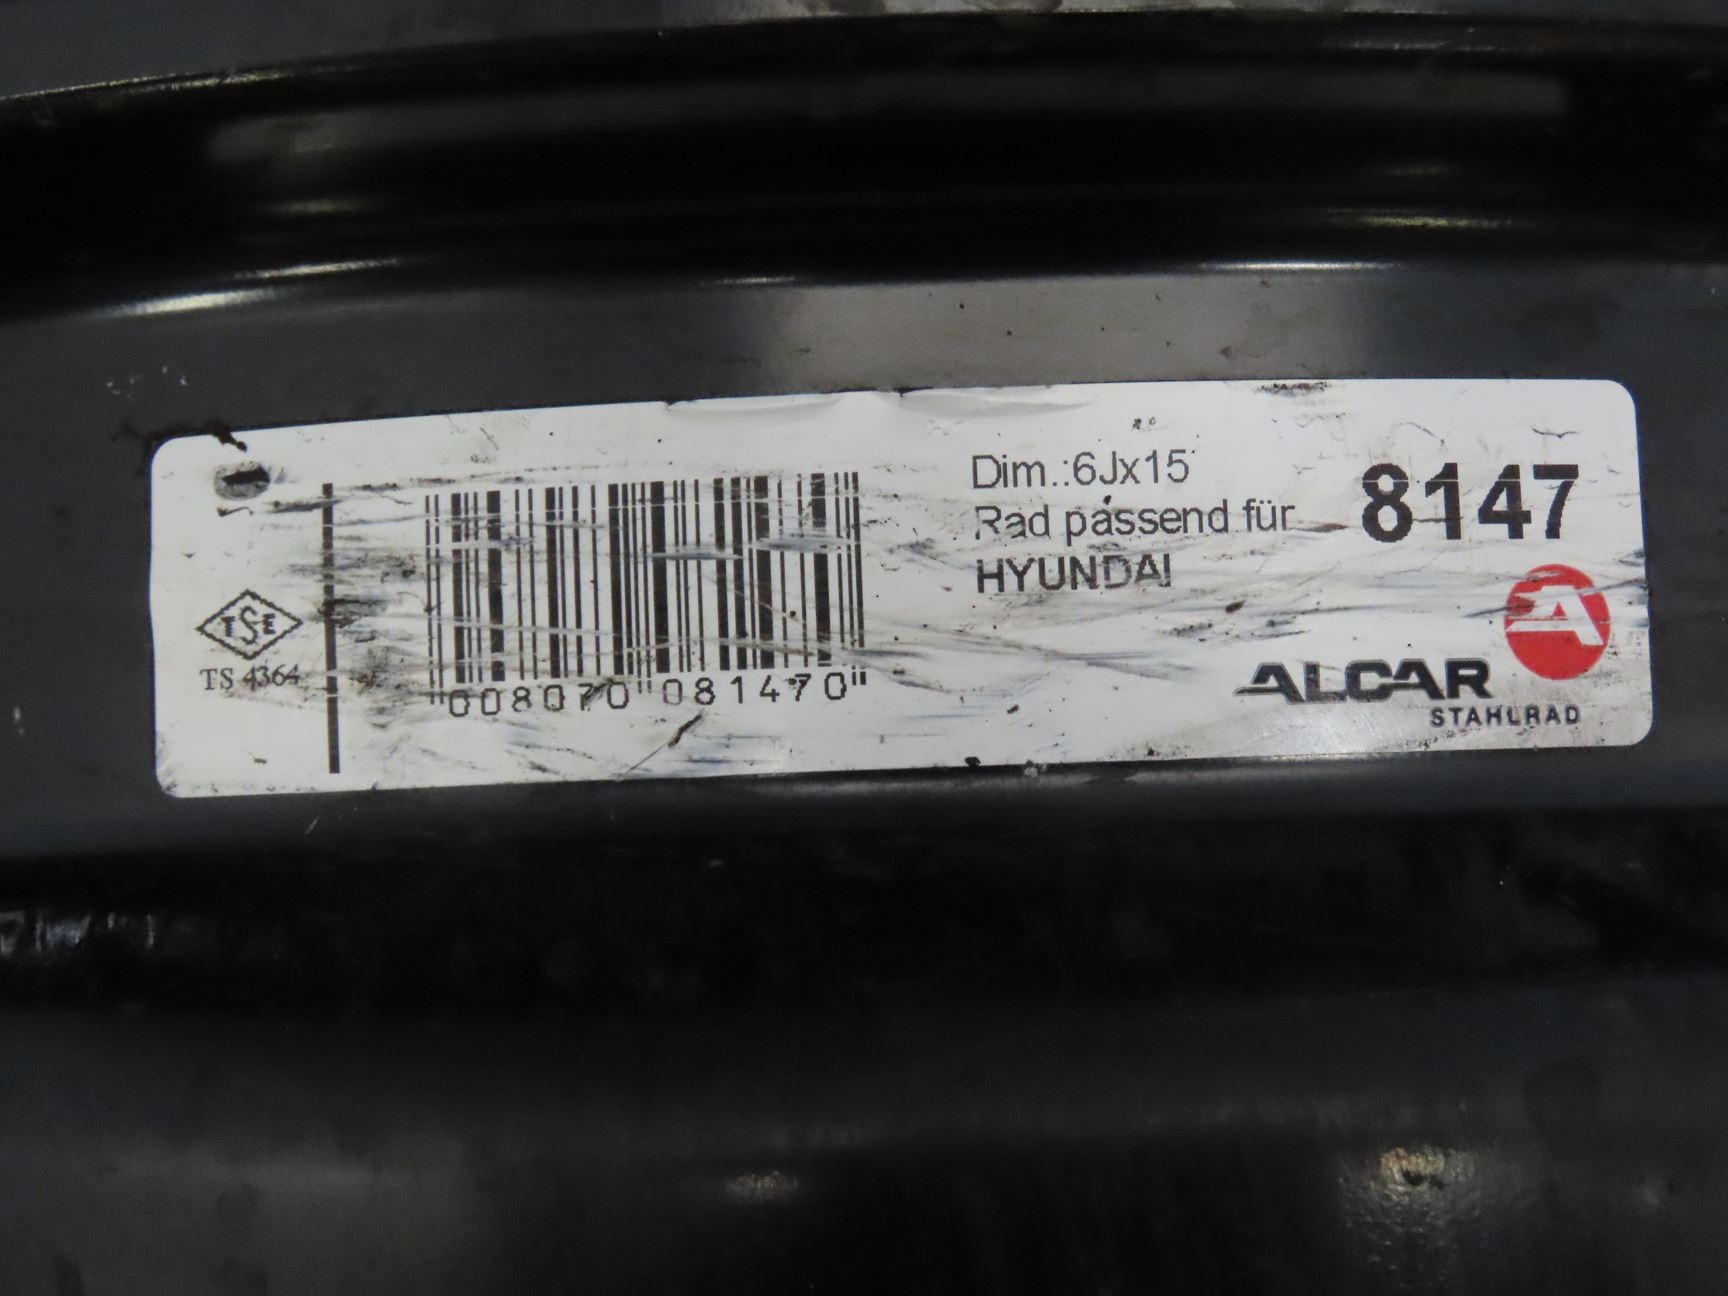 TSE
TS 4364
"008070"081470"
Dim.:6Jx15
Rad passend für
HYUNDAI
8147
A
ALCAR
STAHLRAD